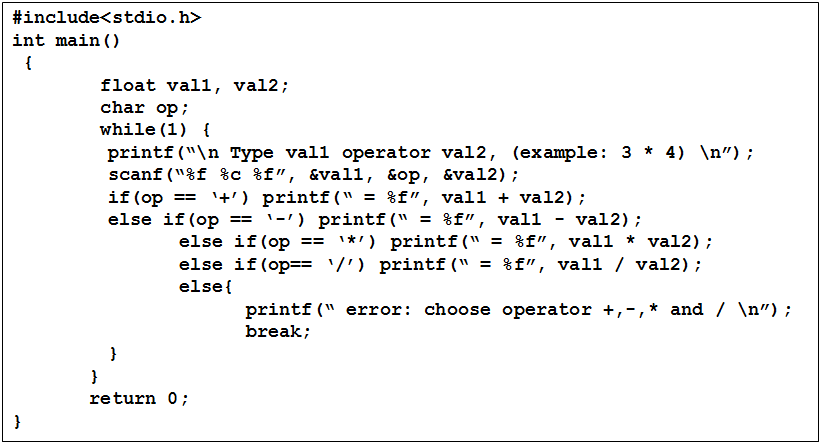 #include<stdio.h>
int main()
{
float val1, val2;
char op;
while(1) {
printf(“\n Type val1 operator val2, (example: 3 * 4) \n”);
scanf(“%f %c %f”, &val1, &op, &val2);
if(op == ‘+’) printf(“ = %f”, val1 + val2);
else if(op == ‘-’) printf(“ = %f”, val1 - val2);
else if(op == ‘*’) printf(“ = %f”, val1 * val2);
else if(op== ‘/’) printf(“ = %f”, val1 / val2);
else{
printf(“ error: choose operator +,-,* and / \n”);
break;
}
}
return 0;
}